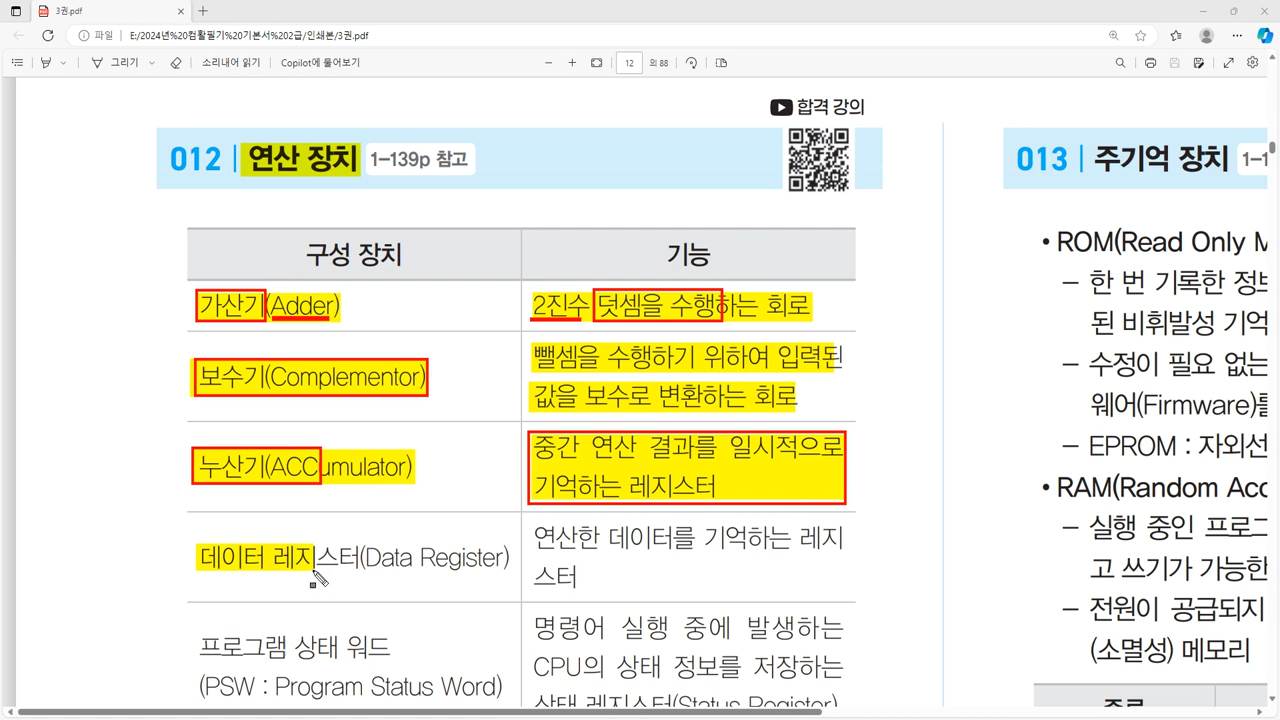 3권.pdf
파일
E:/2024년%20컴활필기%20기본서%202급/인쇄본/3권.pdf
그리기
소리내어 읽기
Copilot에 물어보기
12
의 88
합격 강의
012 연산 장치 1-139p 참고
구성 장치
기능
가산기(Adder)
2진수 덧셈을 수행하는 회로
보수기(Complementor)
뺄셈을 수행하기 위하여 입력된
값을 보수로 변환하는 회로
누산기(ACCumulator)
중간 연산 결과를 일시적으로
기억하는 레지스터
데이터 레지스터(Data Register)
연산한 데이터를 기억하는 레지
스터
프로그램 상태 워드
(PSW : Program Status Word)
명령어 실행 중에 발생하는
CPU의 상태 정보를 저장하는
상태 레지스터(Status Register)
013 주기억 장치
• ROM(Read Only M
– 한 번 기록한 정보
된 비휘발성 기억
– 수정이 필요 없는
웨어(Firmware)를
– EPROM : 자외선
• RAM(Random Acc
– 실행 중인 프로그
고 쓰기가 가능한
– 전원이 공급되지
(소멸성) 메모리
종류